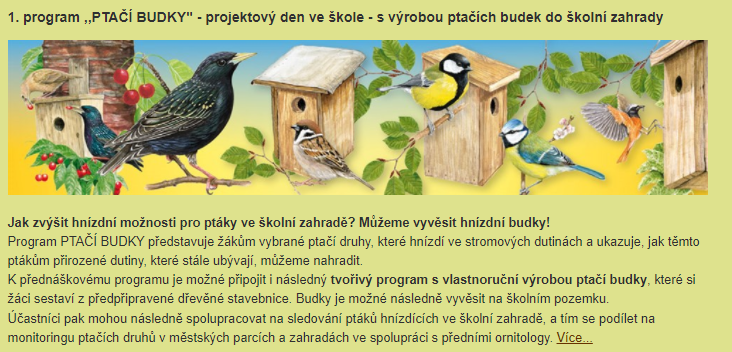 1. program ,,PTAČÍ BUDKY" - projektový den ve škole - s výrobou ptačích budek do školní zahrady
Jak zvýšit hnízdní možnosti pro ptáky ve školní zahradě? Můžeme vyvěsit hnízdní budky!
Program PTAČÍ BUDKY představuje žákům vybrané ptačí druhy, které hnízdí ve stromových dutinách a ukazuje, jak těmto
ptákům přirozené dutiny, které stále ubývají, můžeme nahradit.
K přednáškovému programu je možné připojit i následný tvořivý program s vlastnoruční výrobou ptačí budky, které si
žáci sestaví z předpřipravené dřevěné stavebnice. Budky je možné následně vyvěsit na školním pozemku.
Účastníci pak mohou následně spolupracovat na sledování ptáků hnízdících ve školní zahradě, a tím se podílet na
monitoringu ptačích druhů v městských parcích a zahradách ve spolupráci s předními ornitology. Více...